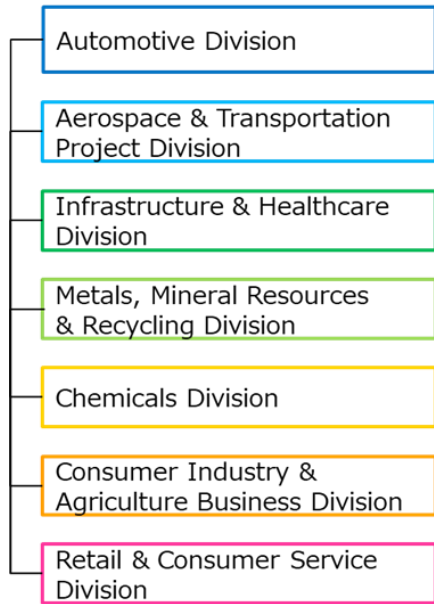 Automotive Division
Aerospace & Transportation
Project Division
Infrastructure & Healthcare
Division
Metals, Mineral Resources
& Recycling Division
Chemicals Division
Consumer Industry &
Agriculture Business Division
Retail & Consumer Service
Division